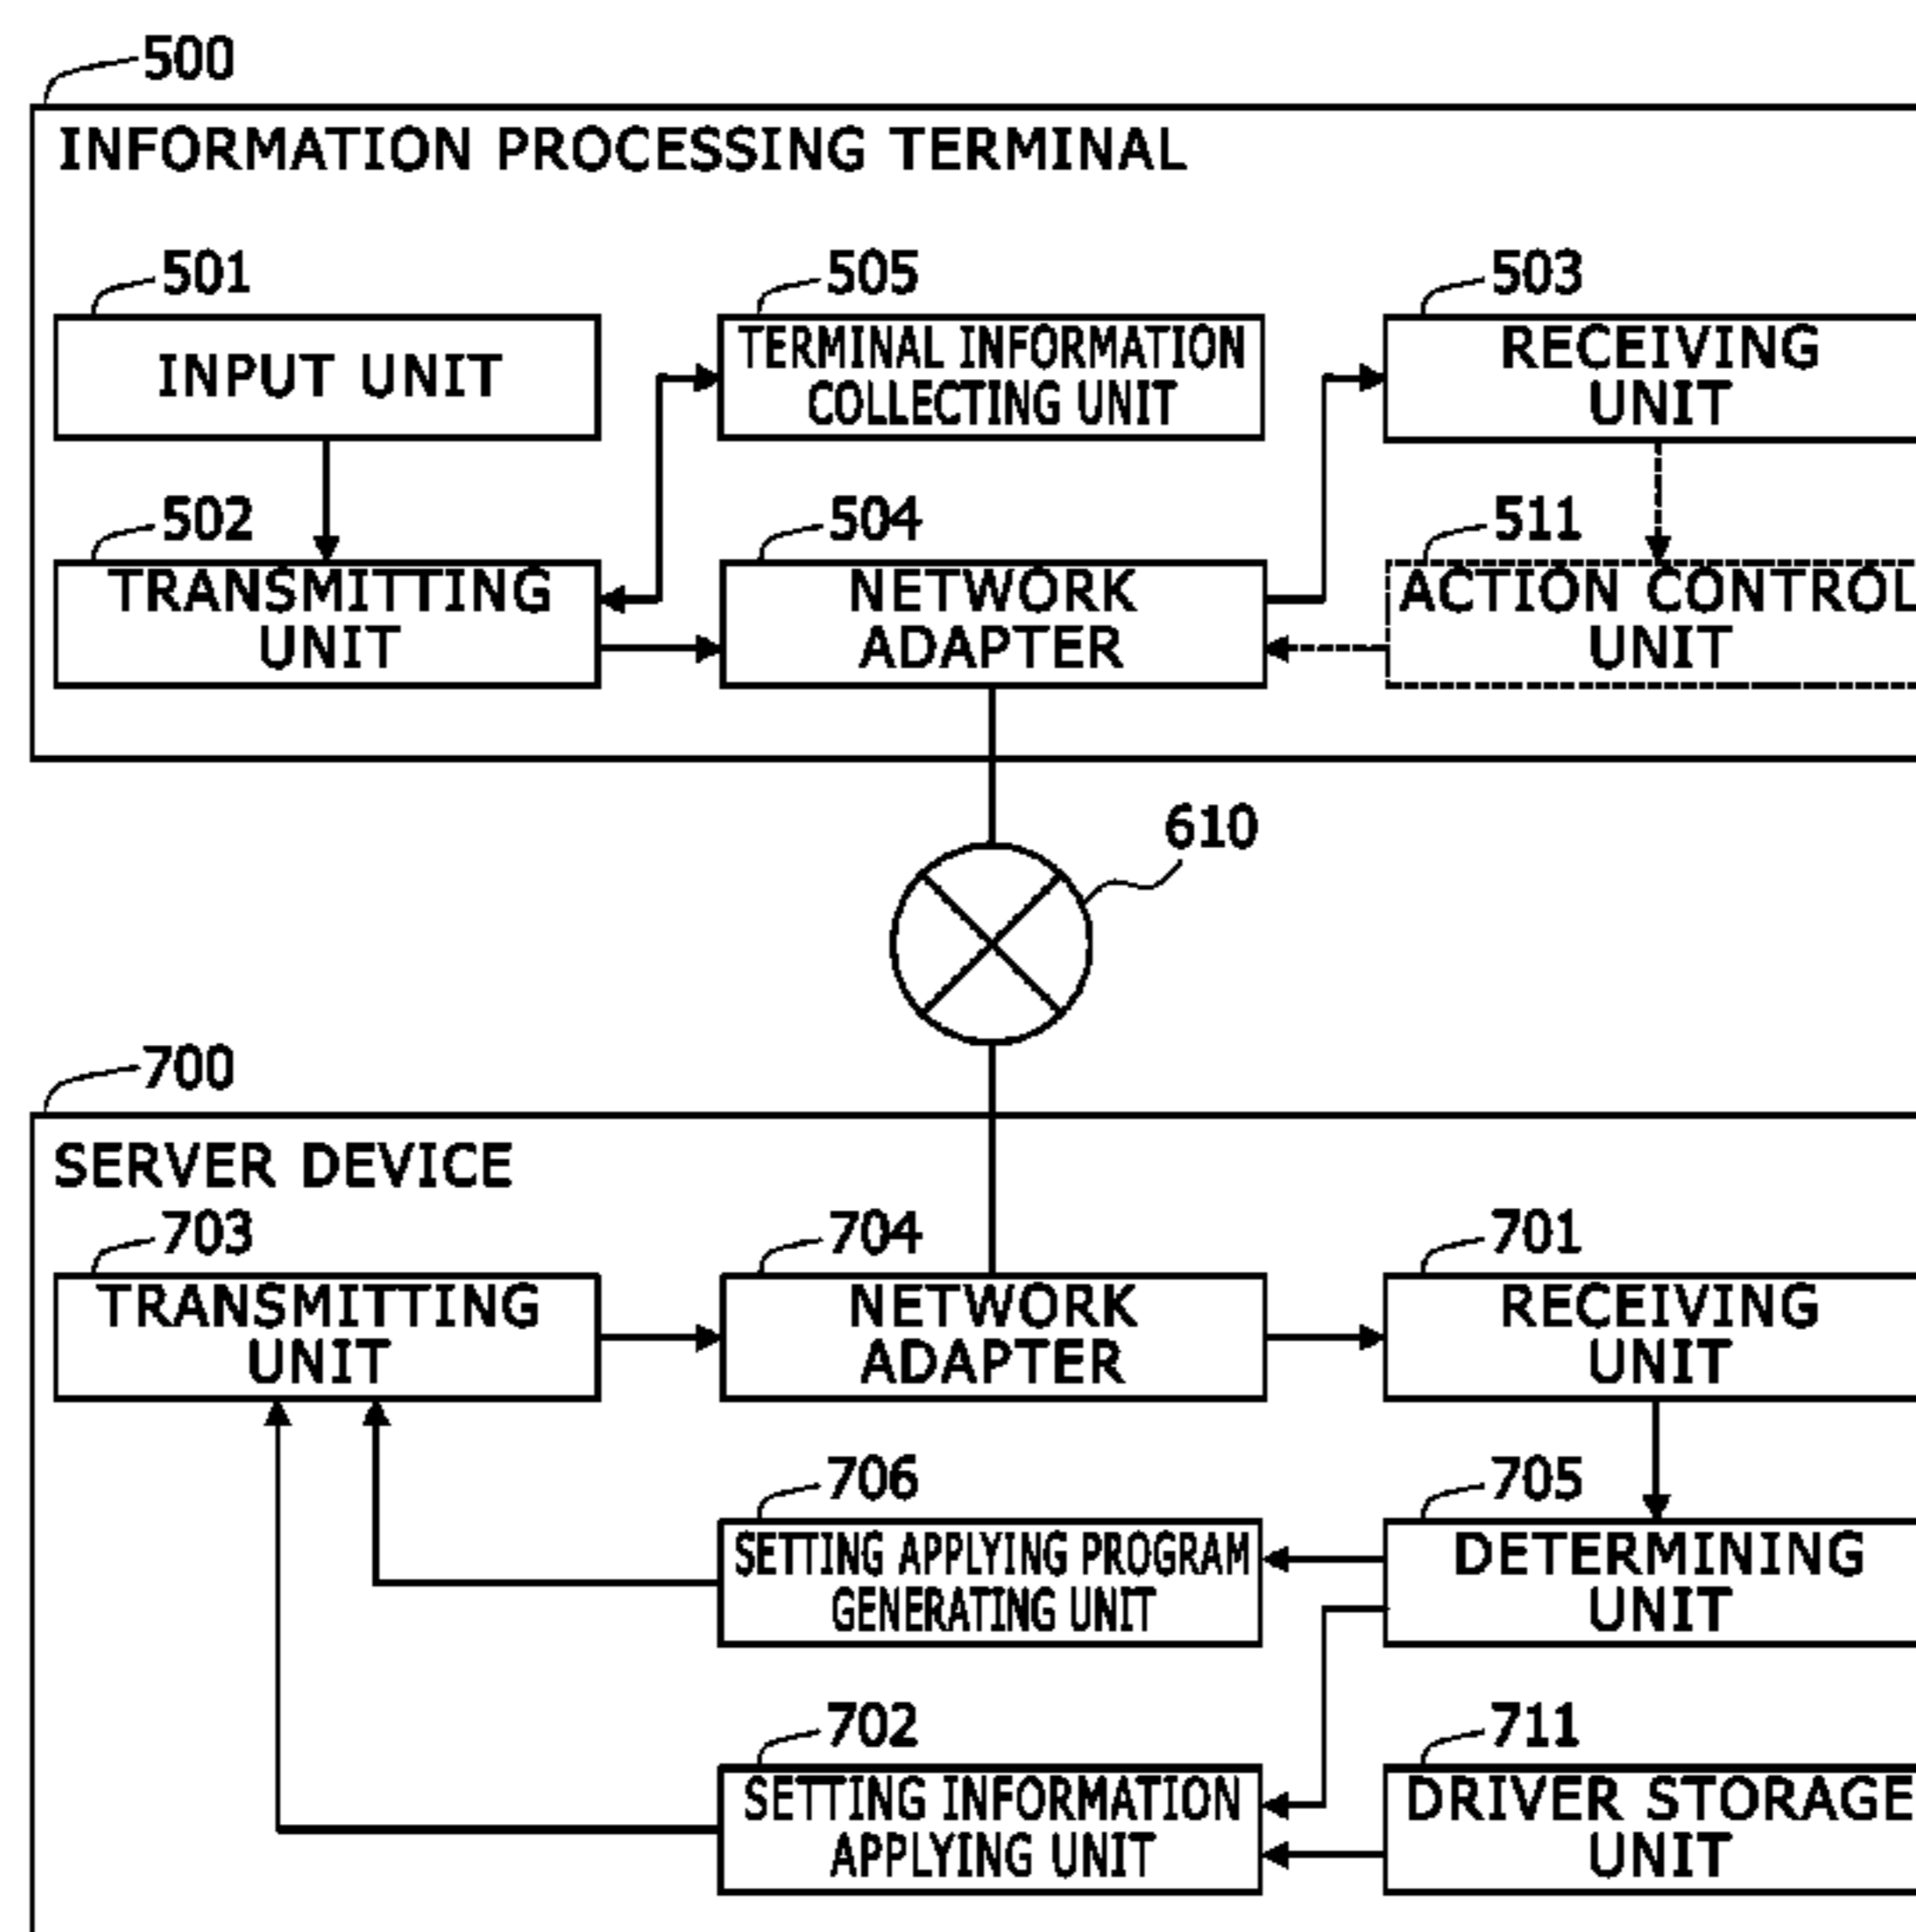 500
INFORMATION PROCESSING TERMINAL
501
505
503
INPUT UNIT
TERMINAL INFORMATION
COLLECTING UNIT
RECEIVING
UNIT
502
504
511
TRANSMITTING
UNIT
NETWORK
ADAPTER
ACTION CONTROL
UNIT
610
700
SERVER DEVICE
703
704
701
TRANSMITTING
UNIT
NETWORK
ADAPTER
RECEIVING
UNIT
706
705
SETTING APPLYING PROGRAM
GENERATING UNIT
DETERMINING
UNIT
702
711
SETTING INFORMATION
APPLYING UNIT
DRIVER STORAGE
UNIT